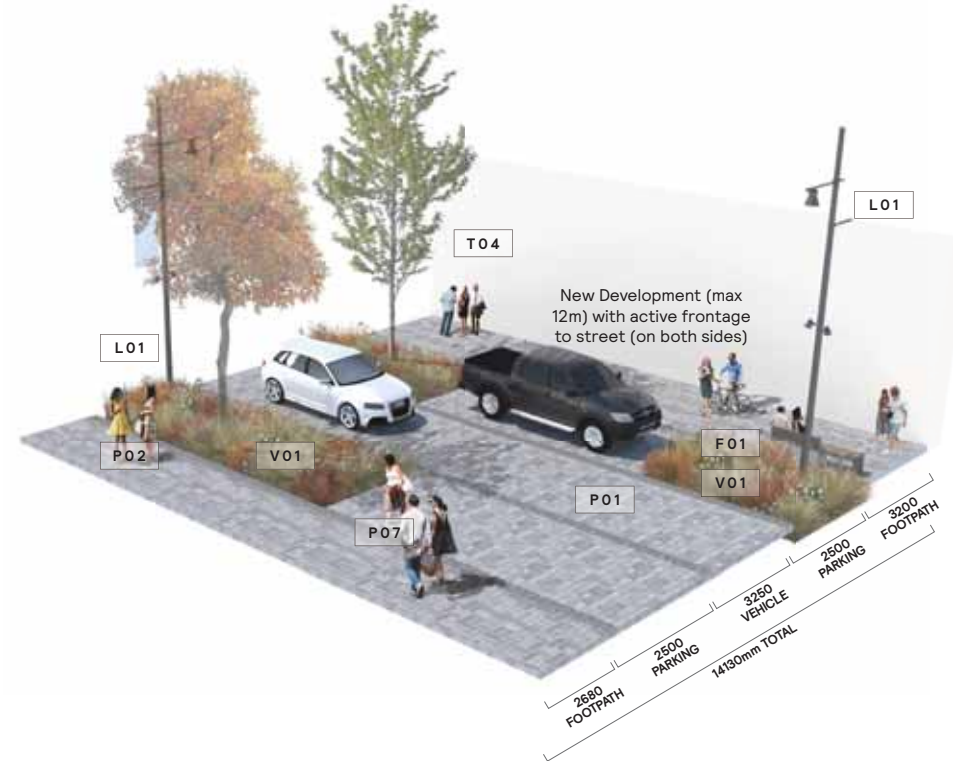 L01
T04
New Development (max
12m) with active frontage
to street (on both sides)
L01
P02
V01
F01
V01
P01
P07
3200
FOOTPATH
2500
PARKING
3250
VEHICLE
2500
PARKING
2680
FOOTPATH
14130mm TOTAL